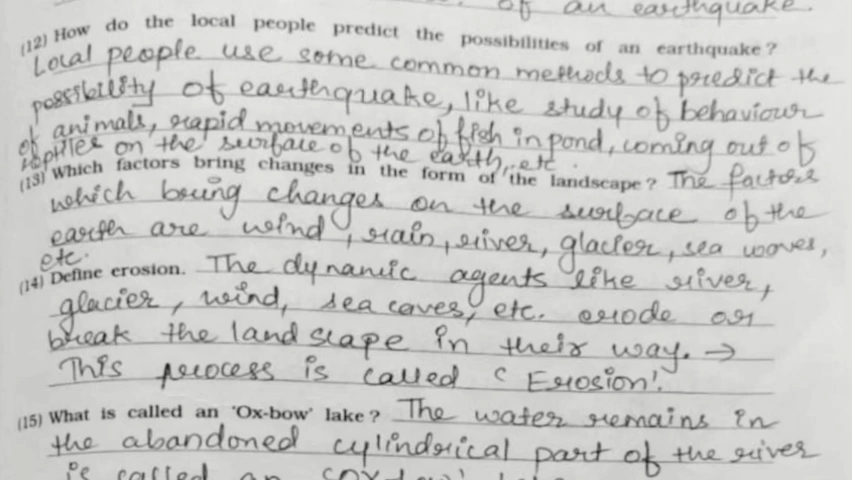 of an earthquake.
(12) How do the local people predict the possibilities of an earthquake?
Local people use some common methods to predict the
possibility of earthquake, like study of behaviour
of animals, rapid movements of fish in pond, coming out of
reptiles on the surface of the earth, etc.
(13) Which factors bring changes in the form of the landscape? The factors
which bring changes on the surface of the
earth are wind, rain, river, glacier, sea waves,
etc.
(14) Define erosion. The dynamic agents like river,
glacier, wind, sea caves, etc. erode or
break the landscape in their way. →
This process is called 'Erosion'.
(15) What is called an 'Ox-bow' lake? The water remains in
the abandoned cylindrical part of the river
is called an